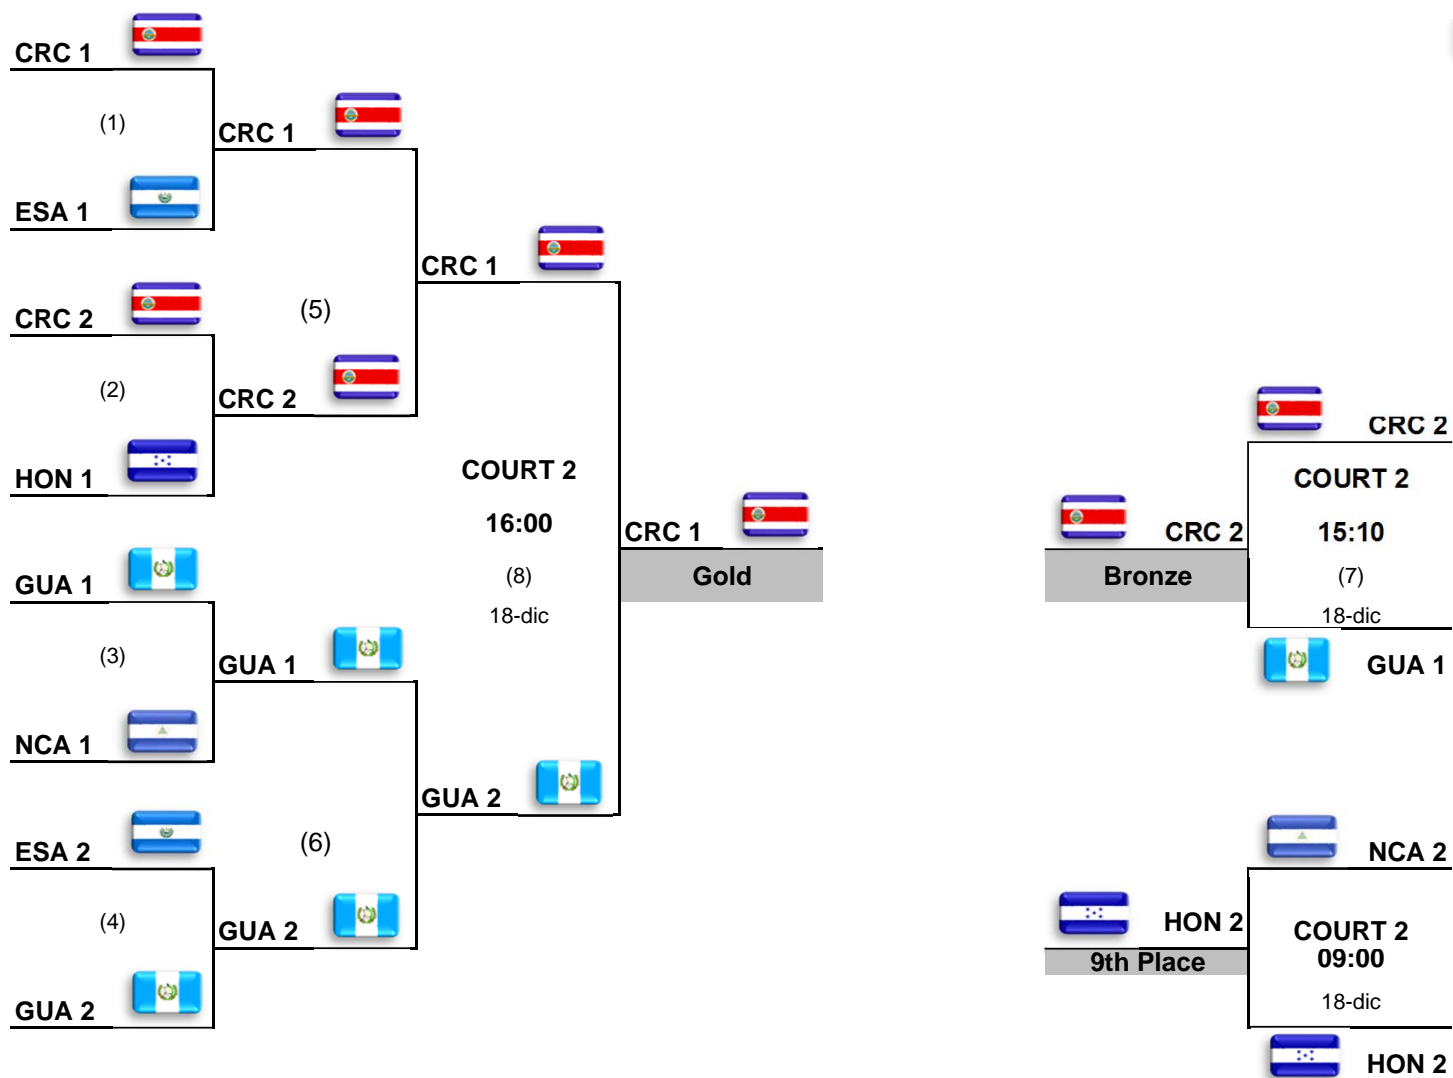 CRC 1
(1)
CRC 1
ESA 1
CRC 1
CRC 2
(5)
(2)
CRC 2
HON 1
COURT 2
16:00
CRC 1
GUA 1
(8)
Gold
18-dic
(3)
GUA 1
NCA 1
GUA 2
ESA 2
(6)
(4)
GUA 2
GUA 2
CRC 2
COURT 2
CRC 2
15:10
Bronze
(7)
18-dic
GUA 1
NCA 2
HON 2
COURT 2
9th Place
09:00
18-dic
HON 2